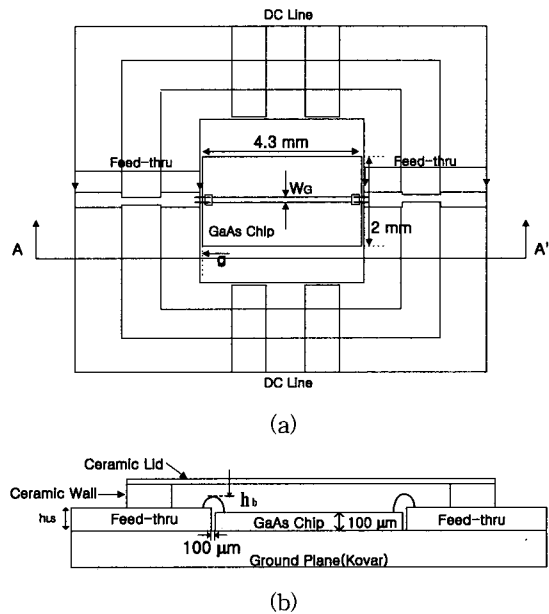 DC Line
4.3 mm
Feed-thru
Feed-thru
WG
GaAs Chip
2 mm
A
A'
g
DC Line
(a)
Ceramic Lid
Ceramic Wall
hb
hLS
Feed-thru
GaAs Chip
100 μm
Feed-thru
100 μm
Ground Plane(Kovar)
(b)